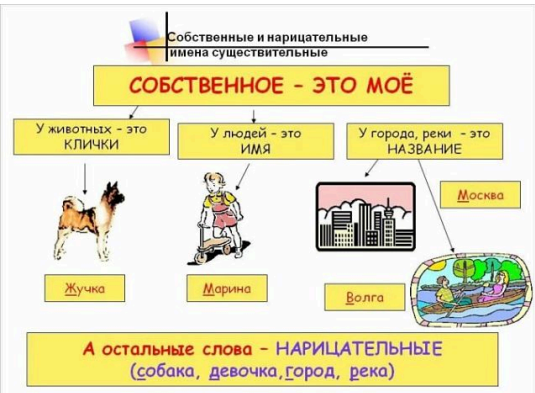 Собственные и нарицательные
имена существительные
СОБСТВЕННОЕ – ЭТО МОЁ
У животных – это
КЛИЧКИ
У людей – это
ИМЯ
У города, реки – это
НАЗВАНИЕ
Москва
Жучка
Марина
Волга
А остальные слова – НАРИЦАТЕЛЬНЫЕ
(собака, девочка,город, река)